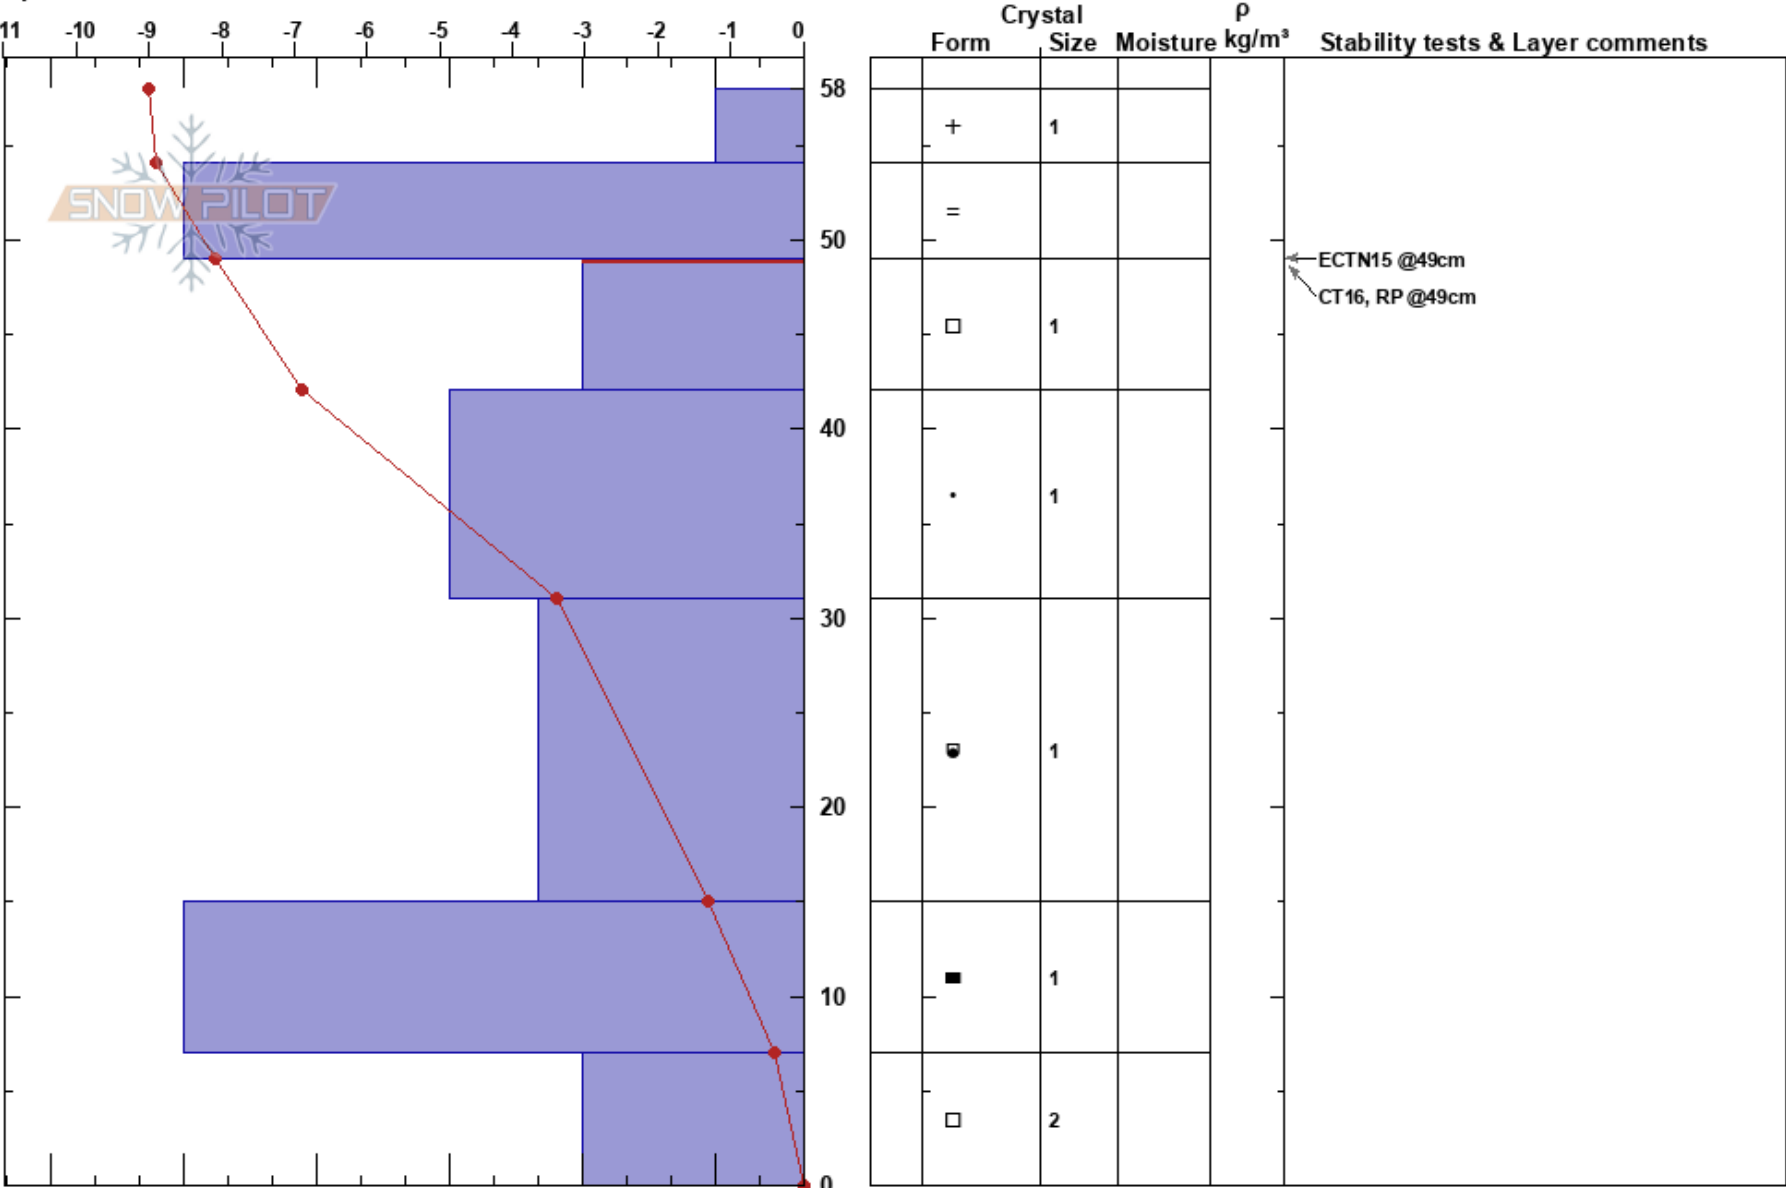 Crystal ρ
11 -10 -9 -8 -7 -6 -5 -4 -3 -2 -1 0 Form Size Moisture kg/m³ Stability tests & Layer comments
58
+ 1
SNOW PILOT
=
50
ECTN15 @49cm
CT16, RP @49cm
1
40
1
30
1
20
1
10
2
0